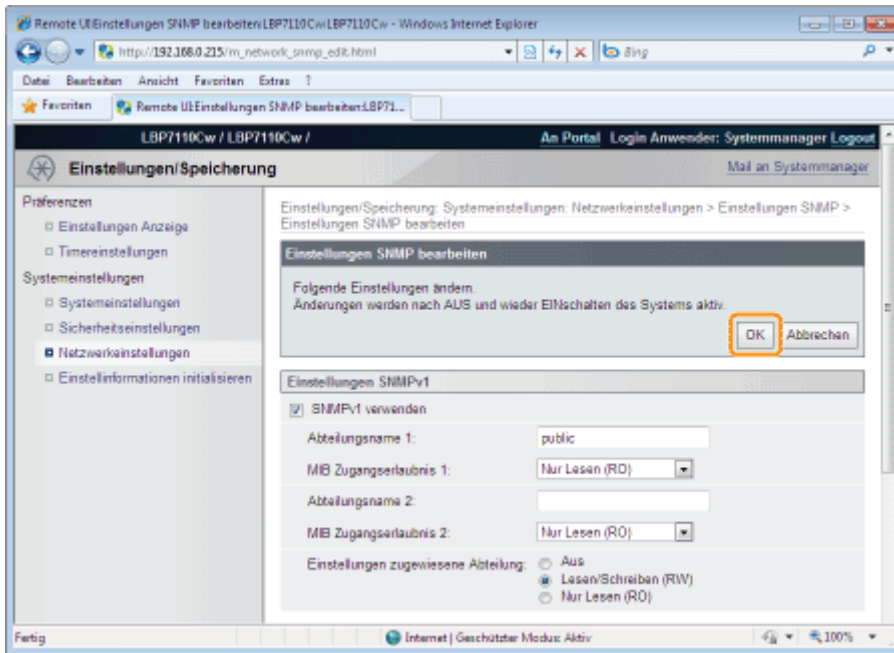 Remote UI:Einstellungen SNMP bearbeiten:LBP7110Cw:LBP7110Cw - Windows Internet Explorer
http://192.168.0.215/m_network_snmp_edit.html
Bing
Datei Bearbeiten Ansicht Favoriten Extras ?
Favoriten Remote UI:Einstellungen SNMP bearbeiten:LBP71...
LBP7110Cw / LBP7110Cw / An Portal Login Anwender: Systemmanager Logout
Einstellungen/Speicherung Mail an Systemmanager
Präferenzen
Einstellungen Anzeige
Timereinstellungen
Systemeinstellungen
Systemeinstellungen
Sicherheitseinstellungen
Netzwerkeinstellungen
Einstellinformationen initialisieren
Einstellungen/Speicherung: Systemeinstellungen: Netzwerkeinstellungen > Einstellungen SNMP >
Einstellungen SNMP bearbeiten
Einstellungen SNMP bearbeiten
Folgende Einstellungen ändern.
Änderungen werden nach AUS und wieder EINschalten des Systems aktiv.
OK Abbrechen
Einstellungen SNMPv1
SNMPv1 verwenden
Abteilungsname 1: public
MIB Zugangserlaubnis 1: Nur Lesen (RO)
Abteilungsname 2:
MIB Zugangserlaubnis 2: Nur Lesen (RO)
Einstellungen zugewiesene Abteilung: Aus
Lesen/Schreiben (RW)
Nur Lesen (RO)
Fertig Internet | Geschützter Modus: Aktiv 100%